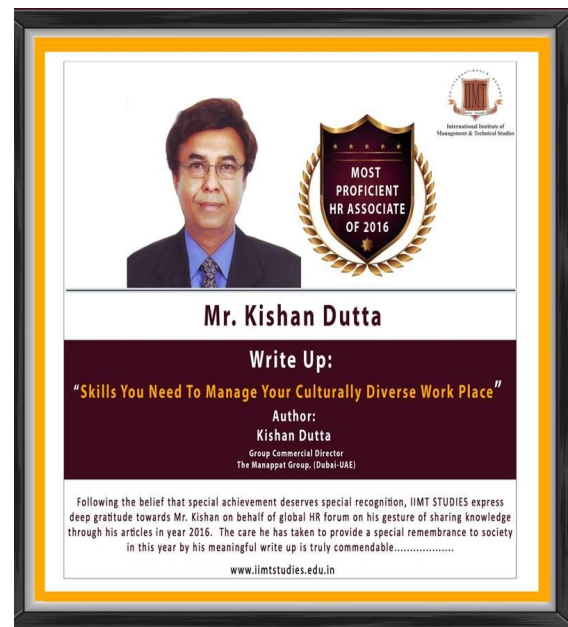 IIMT
International Institute of
Management & Technical Studies
MOST
PROFICIENT
HR ASSOCIATE
OF 2016
Mr. Kishan Dutta
Write Up:
"Skills You Need To Manage Your Culturally Diverse Work Place"
Author:
Kishan Dutta
Group Commercial Director
The Manappat Group, (Dubai-UAE)
Following the belief that special achievement deserves special recognition, IIMT STUDIES express
deep gratitude towards Mr. Kishan on behalf of global HR forum on his gesture of sharing knowledge
through his articles in year 2016. The care he has taken to provide a special remembrance to society
in this year by his meaningful write up is truly commendable...................
www.iimtstudies.edu.in